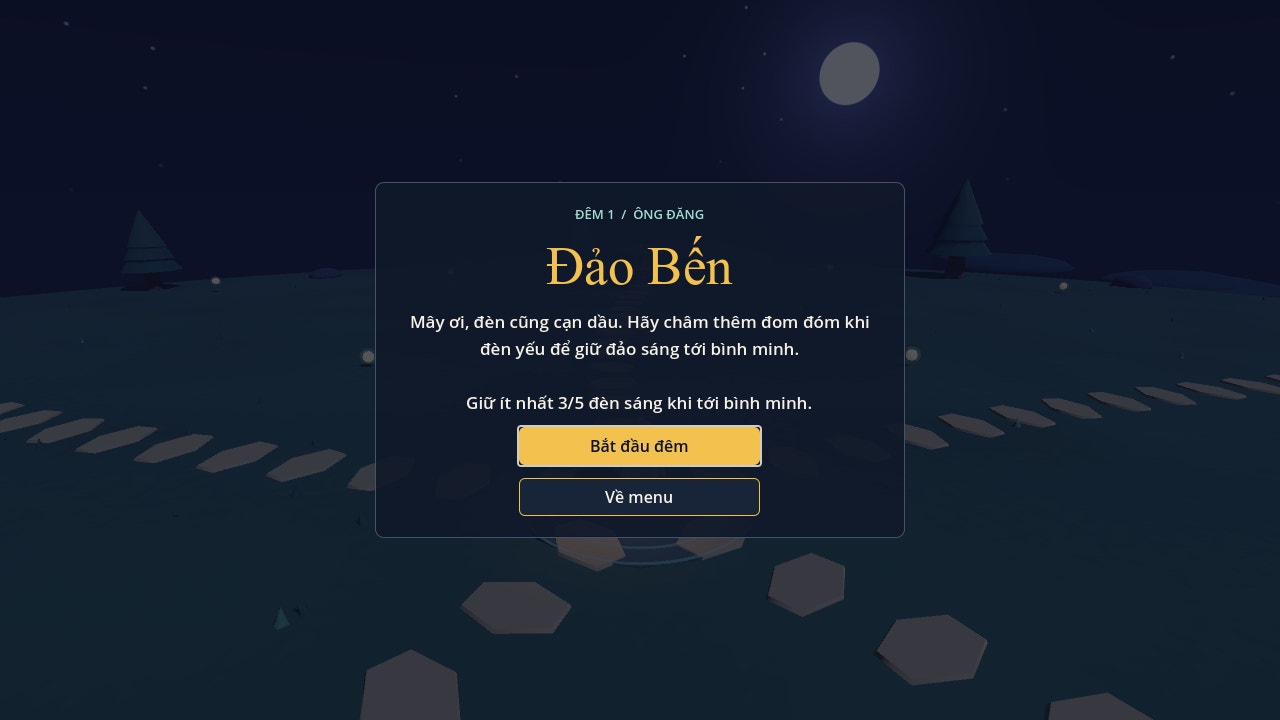 ĐÊM 1 / ÔNG ĐĂNG
Đảo Bến
Mây ơi, đèn cũng cạn dầu. Hãy châm thêm đom đóm khi
đèn yếu để giữ đảo sáng tới bình minh.
Giữ ít nhất 3/5 đèn sáng khi tới bình minh.
Bắt đầu đêm
Về menu